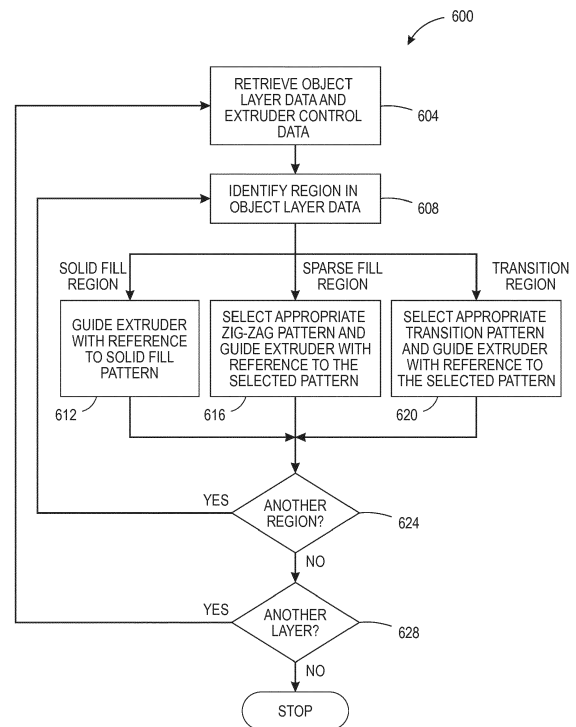 600
RETRIEVE OBJECT
LAYER DATA AND
EXTRUDER CONTROL
DATA
604
IDENTIFY REGION IN
OBJECT LAYER DATA
608
SOLID FILL
REGION
SPARSE FILL
REGION
TRANSITION
REGION
GUIDE EXTRUDER
WITH REFERENCE
TO SOLID FILL
PATTERN
612
SELECT APPROPRIATE
ZIG-ZAG PATTERN AND
GUIDE EXTRUDER WITH
REFERENCE TO THE
SELECTED PATTERN
616
SELECT APPROPRIATE
TRANSITION PATTERN
AND GUIDE EXTRUDER
WITH REFERENCE TO
THE SELECTED PATTERN
620
YES
ANOTHER
REGION?
624
NO
YES
ANOTHER
LAYER?
628
NO
STOP